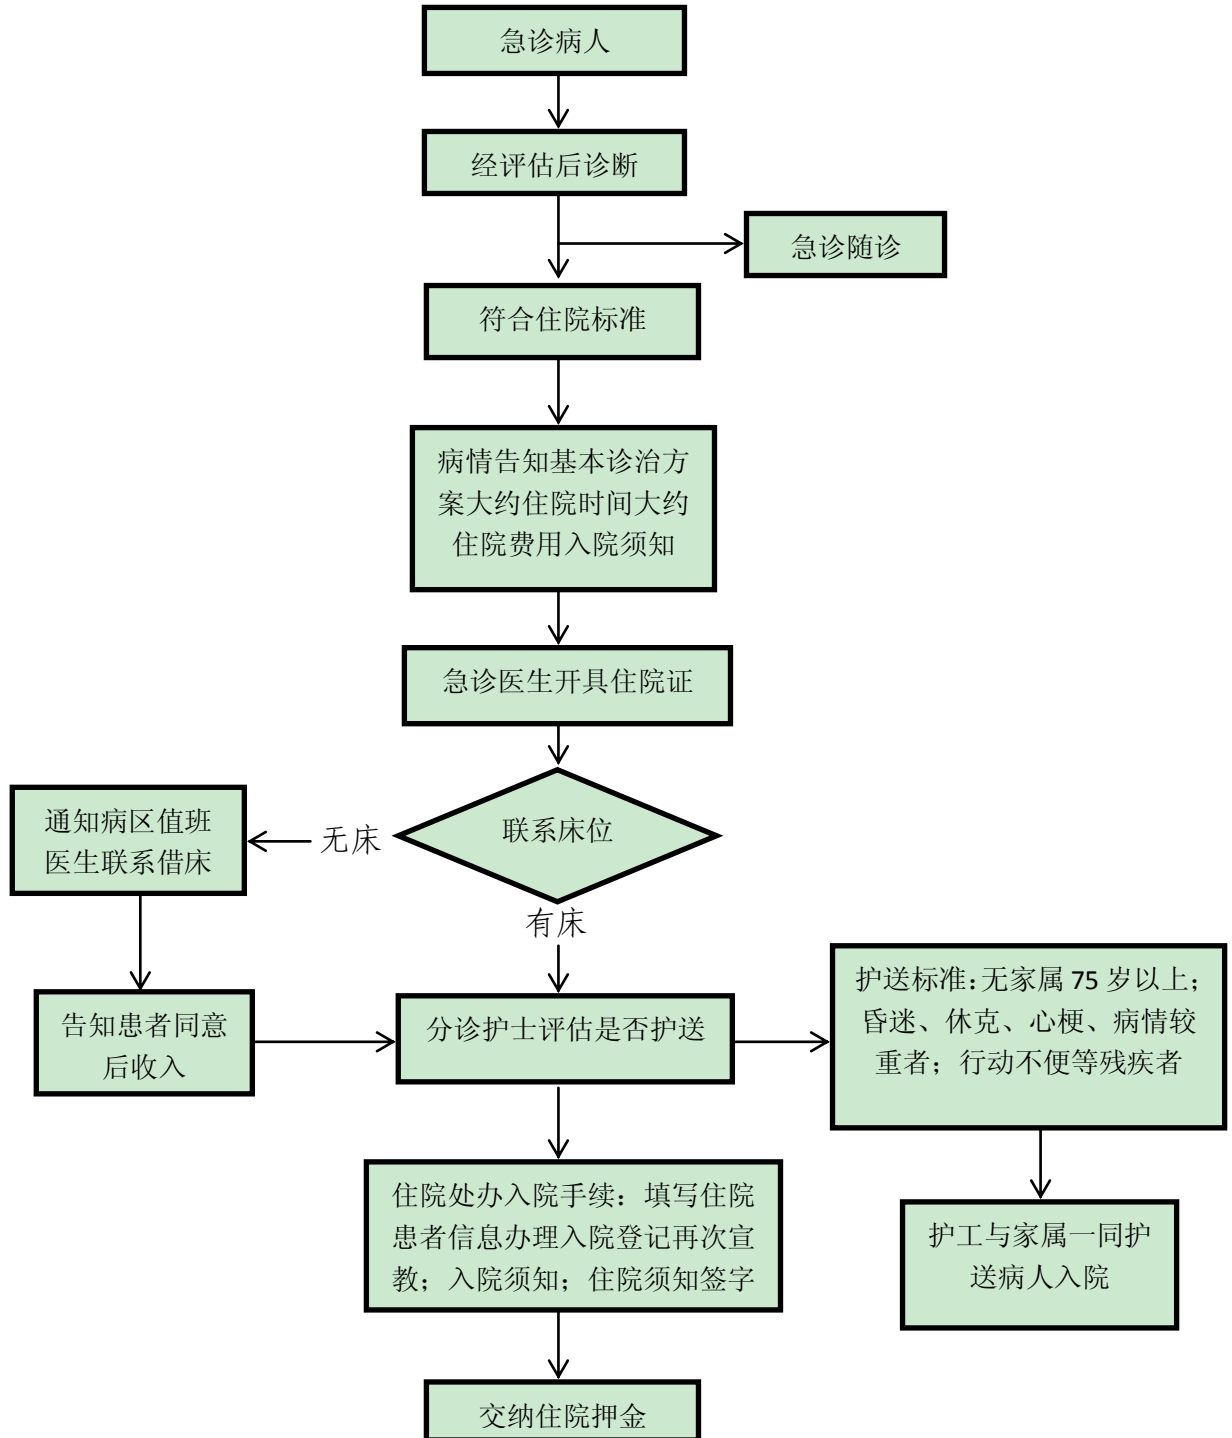 急诊病人
经评估后诊断
急诊随诊
符合住院标准
病情告知基本诊治方
案大约住院时间大约
住院费用入院须知
急诊医生开具住院证
联系床位
无床
通知病区值班
医生联系借床
有床
告知患者同意
后收入
分诊护士评估是否护送
护送标准:无家属 75 岁以上;
昏迷、休克、心梗、病情较
重者；行动不便等残疾者
住院处办入院手续：填写住院
患者信息办理入院登记再次宣
教；入院须知；住院须知签字
护工与家属一同护
送病人入院
交纳住院押金